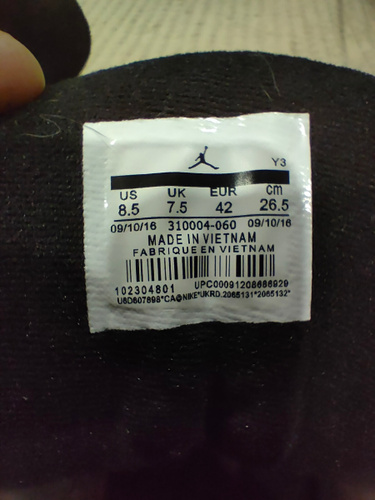 Y3
US UK EUR cm
8.5 7.5 42 26.5
09/10/16 310004-060 09/10/16
MADE IN VIETNAM
FABRIQUE EN VIETNAM
102304801 UPC00091208686929
U6D607898*CA@NIKE*UKRD.2065131*2065132*